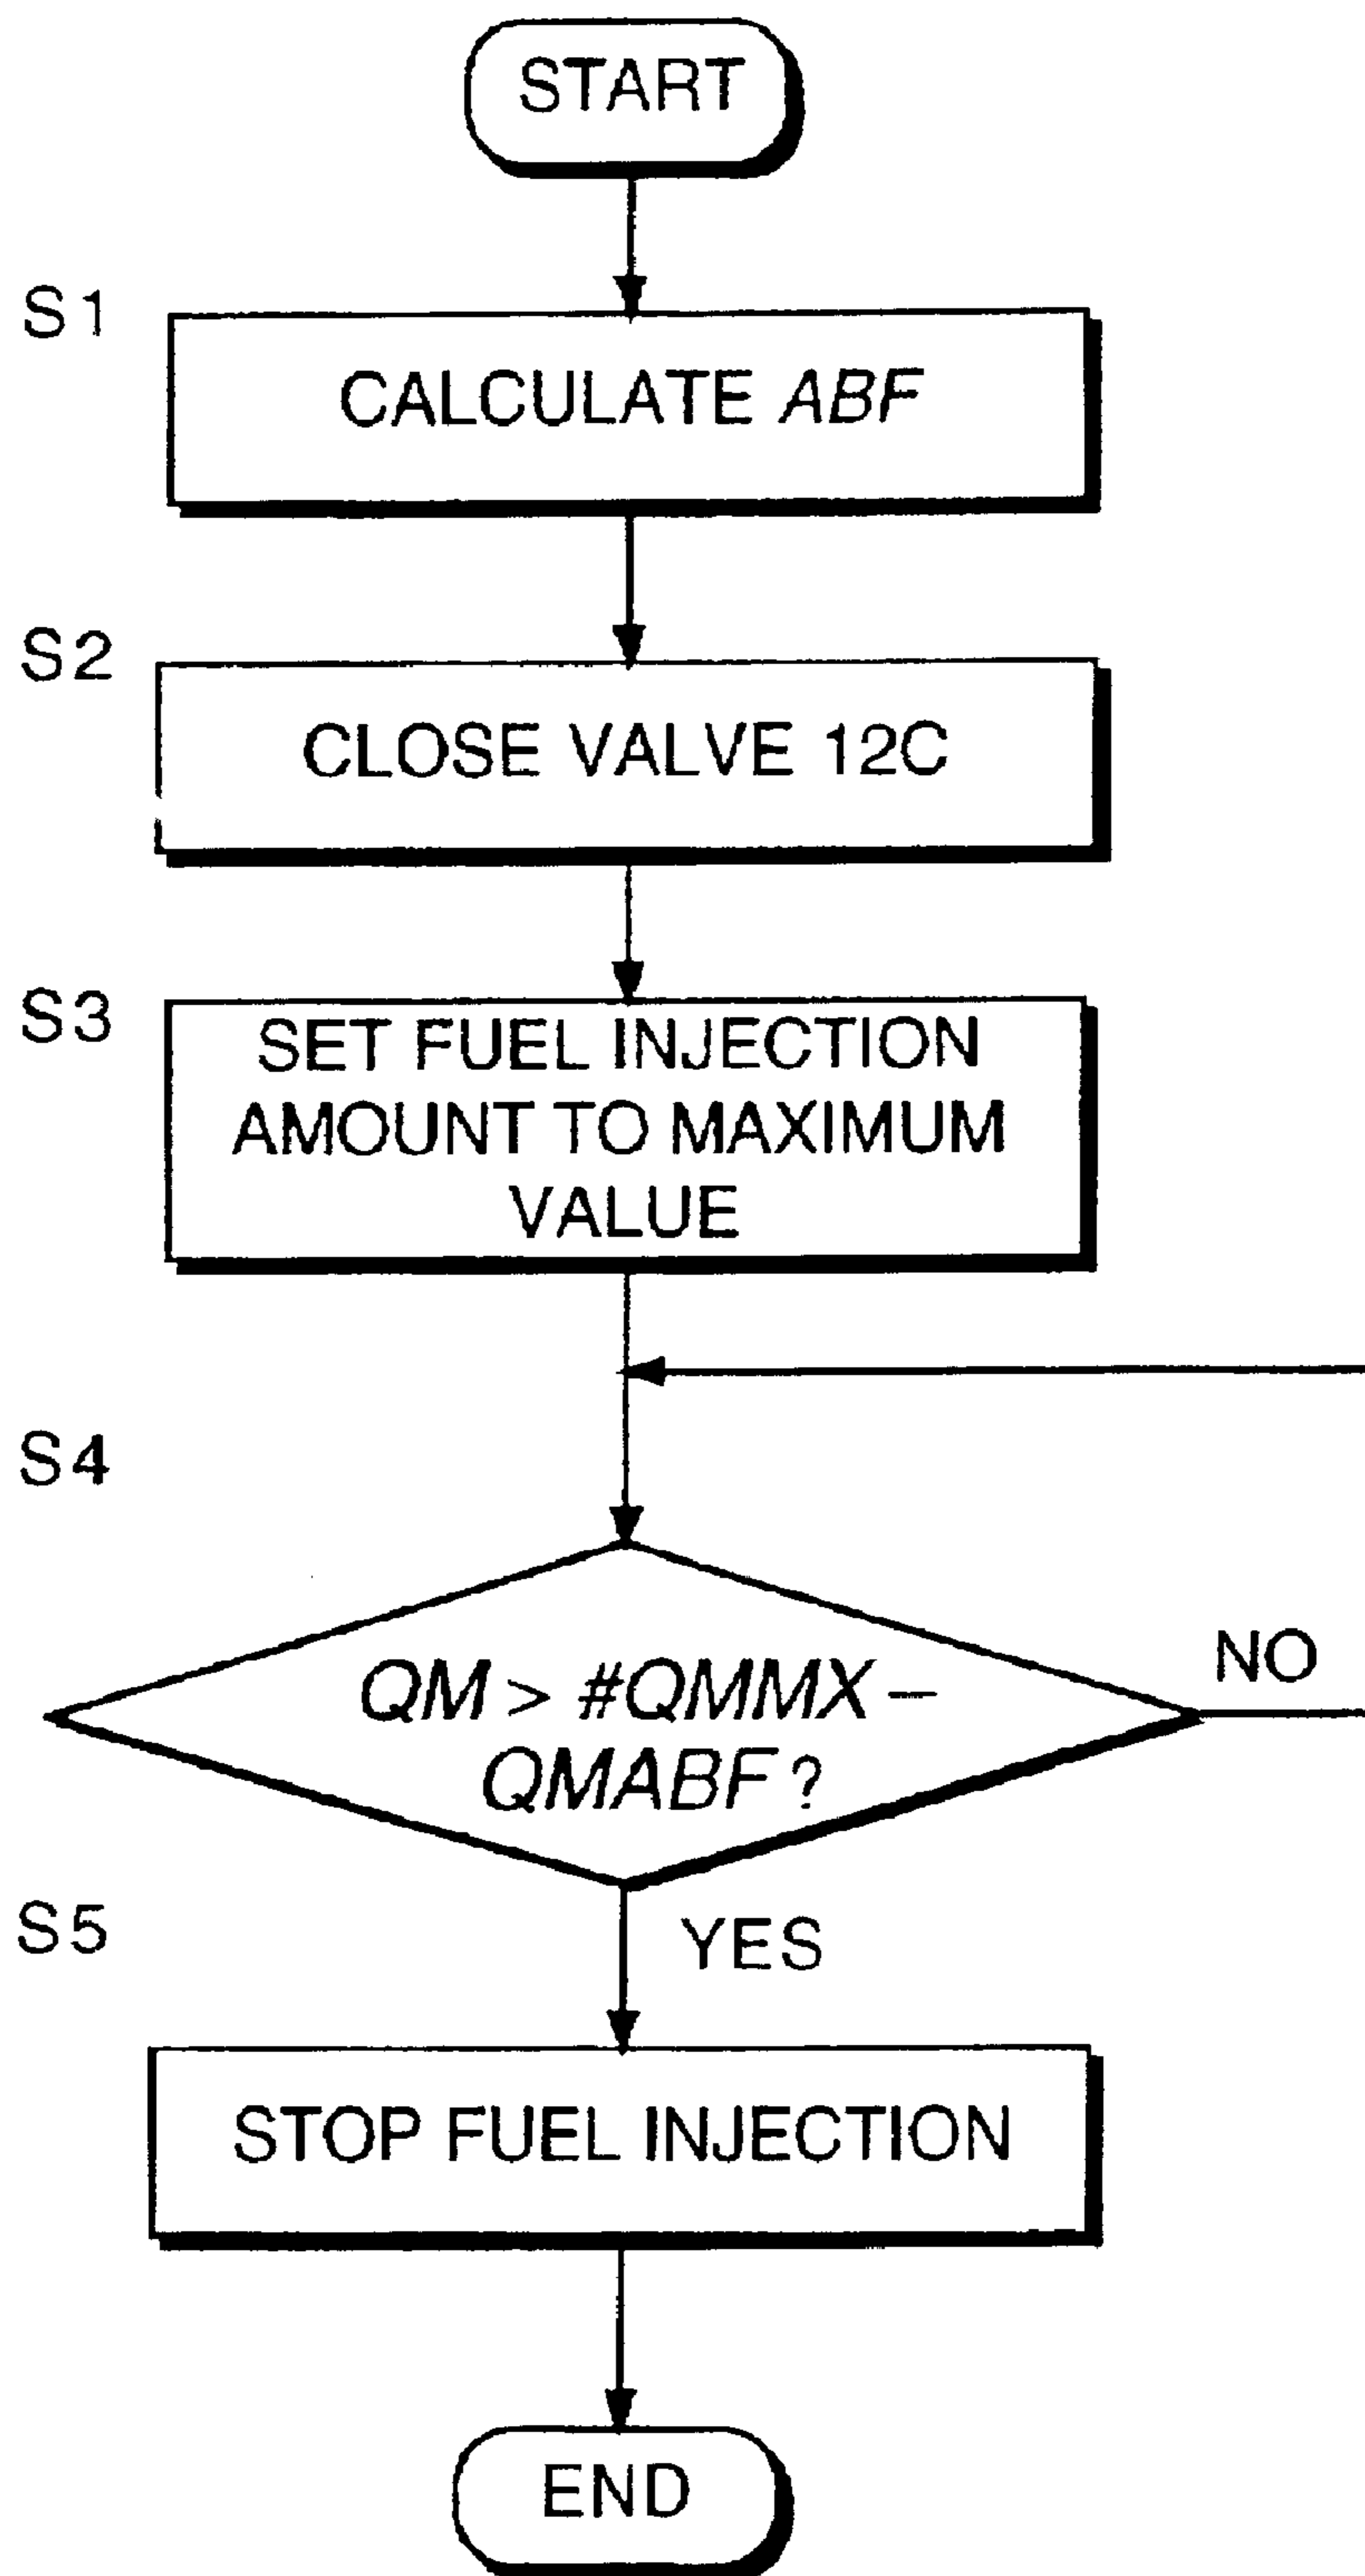 START
S1
CALCULATE ABF
S2
CLOSE VALVE 12C
S3
SET FUEL INJECTION
AMOUNT TO MAXIMUM
VALUE
S4
QM > #QMMX –
QMABF ?
NO
S5
YES
STOP FUEL INJECTION
END